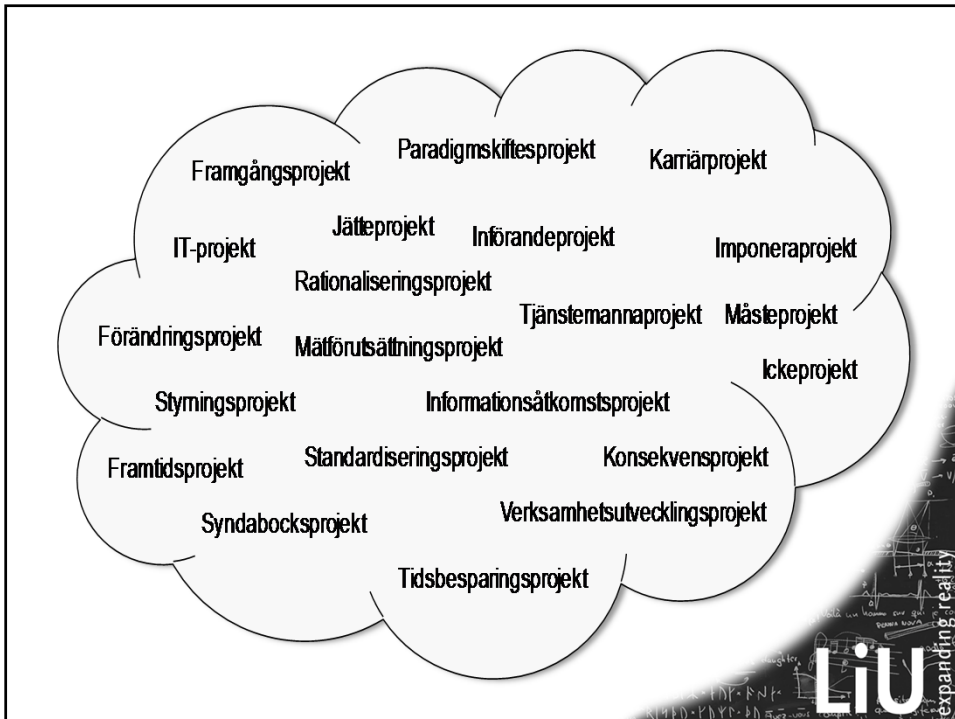 Paradigmskiftesprojekt
Framgångsprojekt
Karriärprojekt
Jätteprojekt
Införandeprojekt
IT-projekt
Imponeraprojekt
Rationaliseringsprojekt
Tjänstemannaprojekt
Måsteprojekt
Förändringsprojekt
Mätförutsättningsprojekt
Ickeprojekt
Styrningsprojekt
Informationsåtkomstsprojekt
Framtidsprojekt
Standardiseringsprojekt
Konsekvensprojekt
Syndabocksprojekt
Verksamhetsutvecklingsprojekt
Tidsbesparingsprojekt
LiU
expanding reality